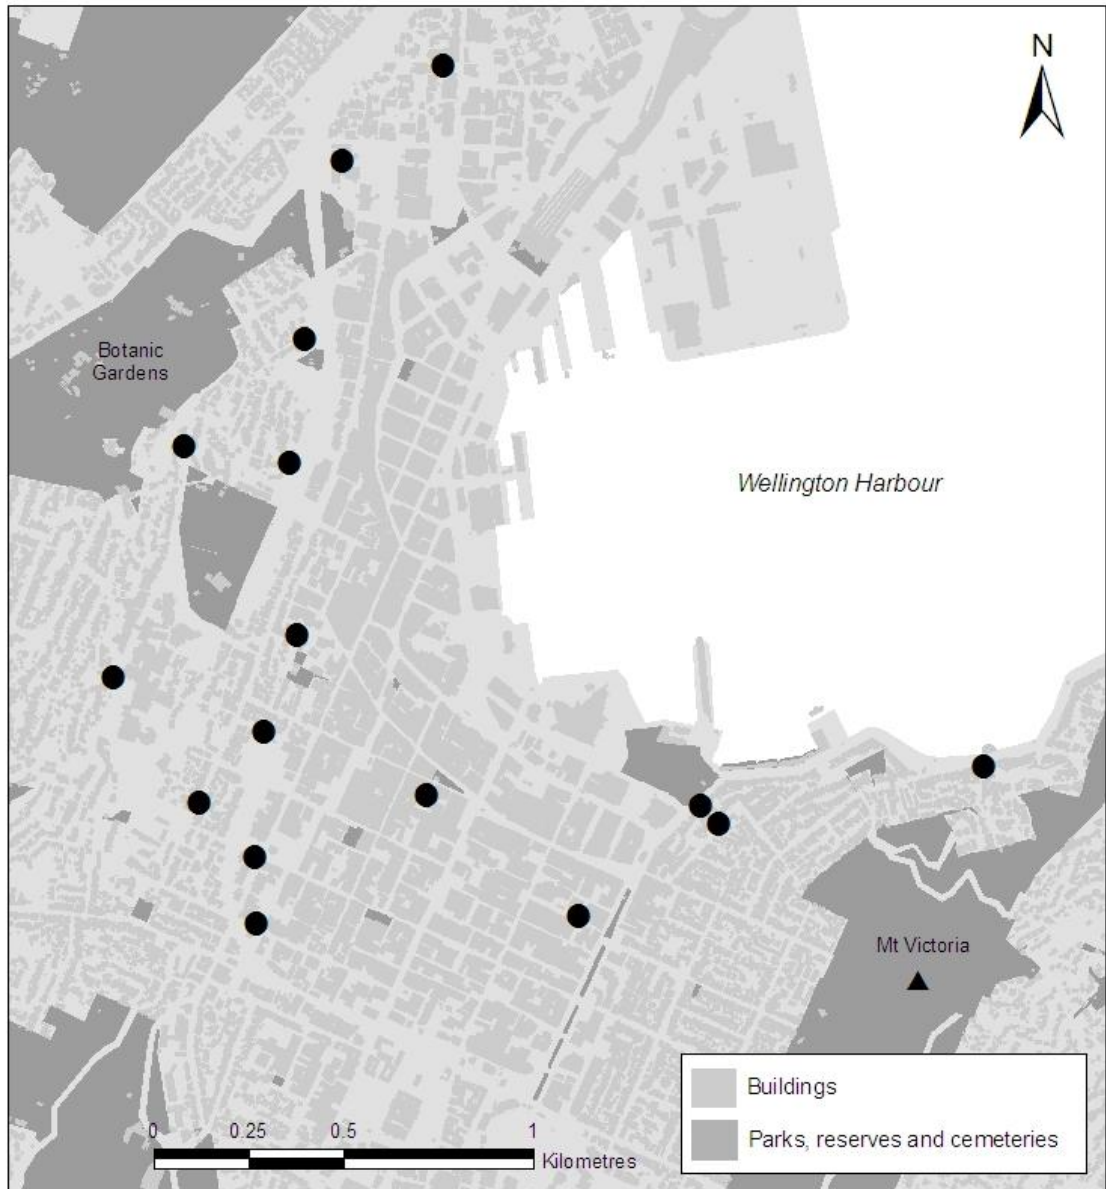 N
Botanic
Gardens
Wellington Harbour
Mt Victoria
Buildings
Parks, reserves and cemeteries
0 0.25 0.5 1
Kilometres